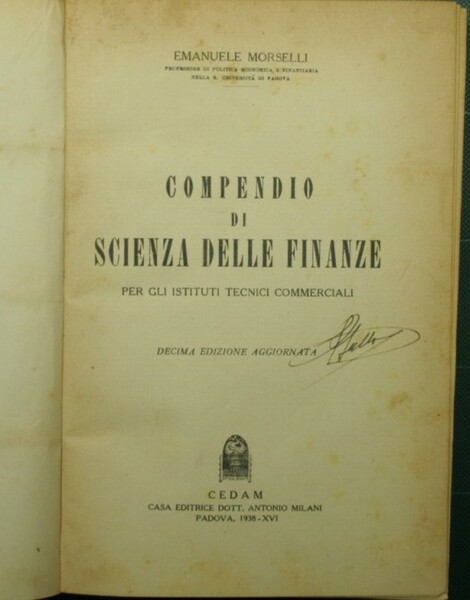 EMANUELE MORSELLI
PROFESSORE DI POLITICA ECONOMICA E FINANZIARIA
NELLA R. UNIVERSITÀ DI PADOVA
COMPENDIO
DI
SCIENZA DELLE FINANZE
PER GLI ISTITUTI TECNICI COMMERCIALI
DECIMA EDIZIONE AGGIORNATA
CEDAM
CASA EDITRICE DOTT. ANTONIO MILANI
PADOVA, 1938-XVI